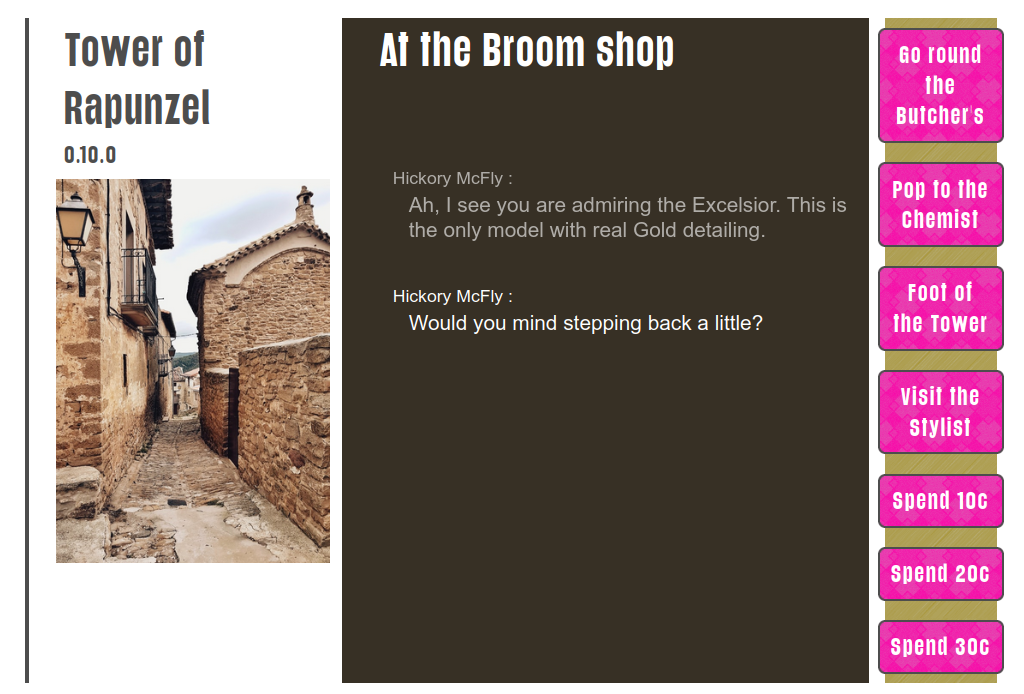 Tower of
Rapunzel
0.10.0
At the Broom shop
Hickory McFly :
Ah, I see you are admiring the Excelsior. This is
the only model with real Gold detailing.
Hickory McFly :
Would you mind stepping back a little?
Go round
the
Butcher's
Pop to the
Chemist
Foot of
the Tower
Visit the
Stylist
Spend 10c
Spend 20c
Spend 30c